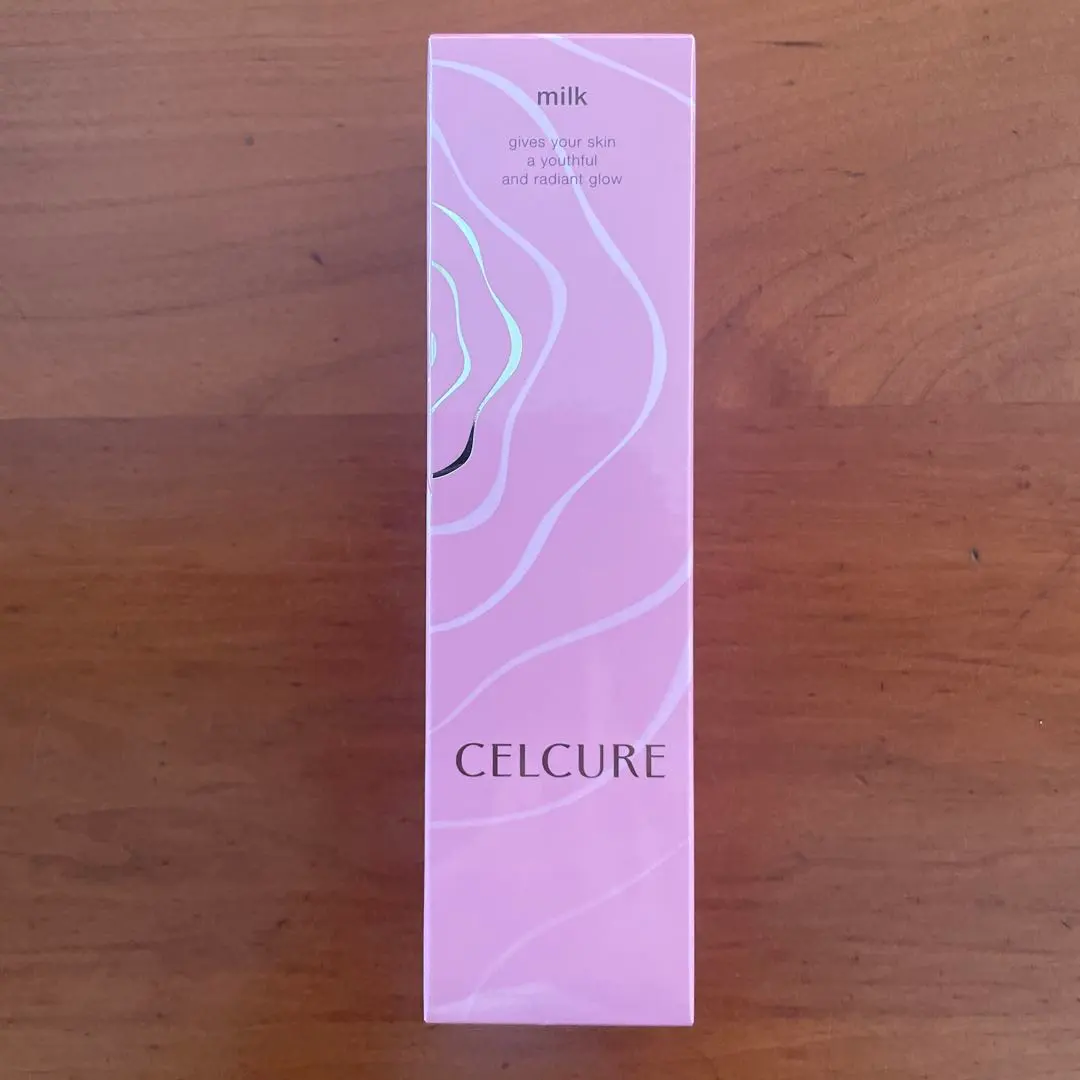 milk
gives your skin
a youthful
and radiant glow
CELCURE